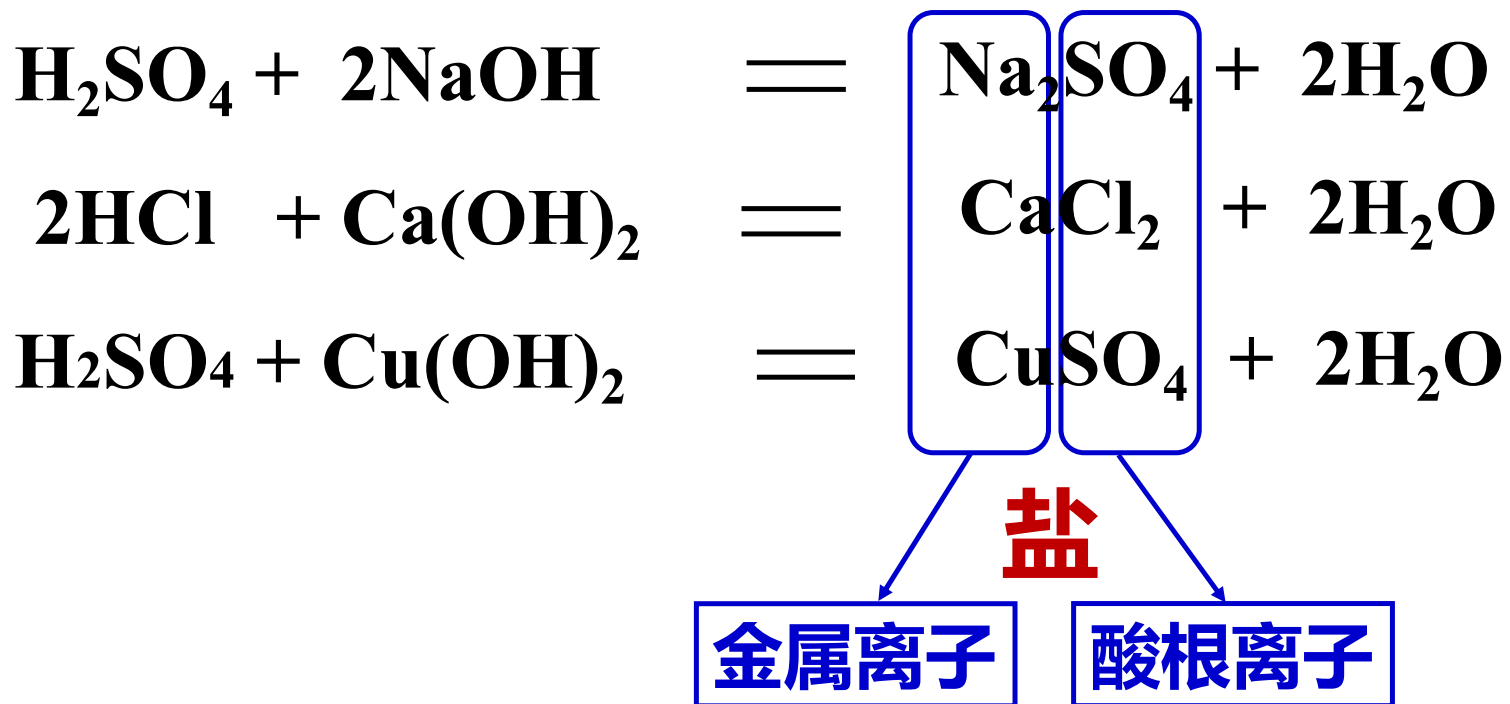 H₂SO₄ + 2NaOH == Na₂SO₄ + 2H₂O
2HCl + Ca(OH)₂ == CaCl₂ + 2H₂O
H2SO4 + Cu(OH)₂ == CuSO₄ + 2H₂O
盐
金属离子 酸根离子